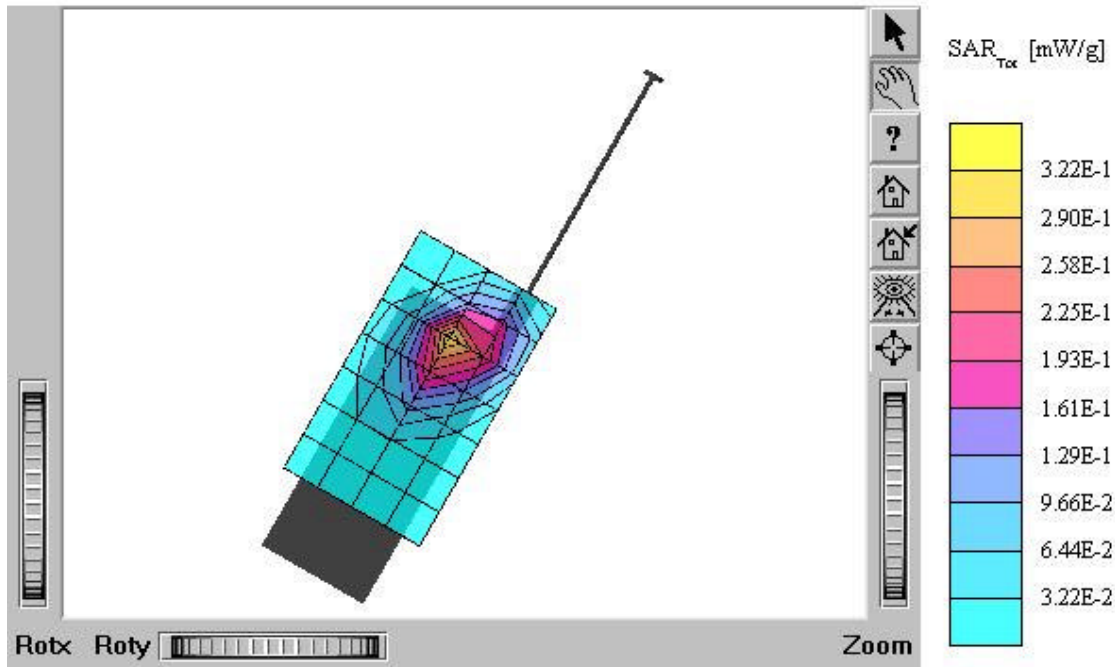 SAR_Tot [mW/g]
?
3.22E-1
2.90E-1
2.58E-1
2.25E-1
1.93E-1
1.61E-1
1.29E-1
9.66E-2
6.44E-2
3.22E-2
Rotx Roty Zoom